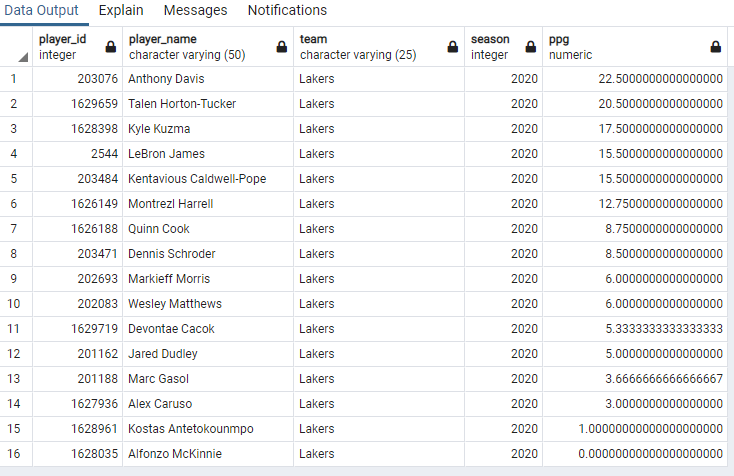 Data Output Explain Messages Notifications
player_id player_name team season ppg
integer character varying (50) character varying (25) integer numeric
1 203076 Anthony Davis Lakers 2020 22.5000000000000000
2 1629659 Talen Horton-Tucker Lakers 2020 20.5000000000000000
3 1628398 Kyle Kuzma Lakers 2020 17.5000000000000000
4 2544 LeBron James Lakers 2020 15.5000000000000000
5 203484 Kentavious Caldwell-Pope Lakers 2020 15.5000000000000000
6 1626149 Montrezl Harrell Lakers 2020 12.7500000000000000
7 1626188 Quinn Cook Lakers 2020 8.7500000000000000
8 203471 Dennis Schroder Lakers 2020 8.5000000000000000
9 202693 Markieff Morris Lakers 2020 6.0000000000000000
10 202083 Wesley Matthews Lakers 2020 6.0000000000000000
11 1629719 Devontae Cacok Lakers 2020 5.3333333333333333
12 201162 Jared Dudley Lakers 2020 5.0000000000000000
13 201188 Marc Gasol Lakers 2020 3.6666666666666667
14 1627936 Alex Caruso Lakers 2020 3.0000000000000000
15 1628961 Kostas Antetokounmpo Lakers 2020 1.00000000000000000000
16 1628035 Alfonzo McKinnie Lakers 2020 0.00000000000000000000